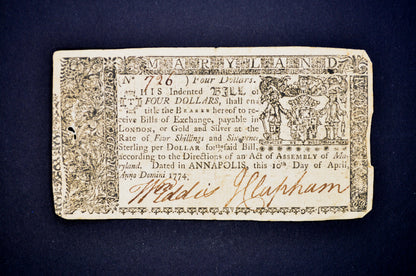 MARYLAND
No 726 ) Four Dollars.
THIS Indented BILL of
FOUR DOLLARS, shall en-
title the BEARER hereof to re-
ceive Bills of Exchange, payable in
LONDON, or Gold and Silver at the
Rate of Four Shillings and Sixpence
Sterling per DOLLAR for said Bill,
according to the Directions of an Act of ASSEMBLY of Ma-
ryland. Dated in ANNAPOLIS, this 10th Day of April,
Anno Domini 1774.
Wm Eddis J Clapham